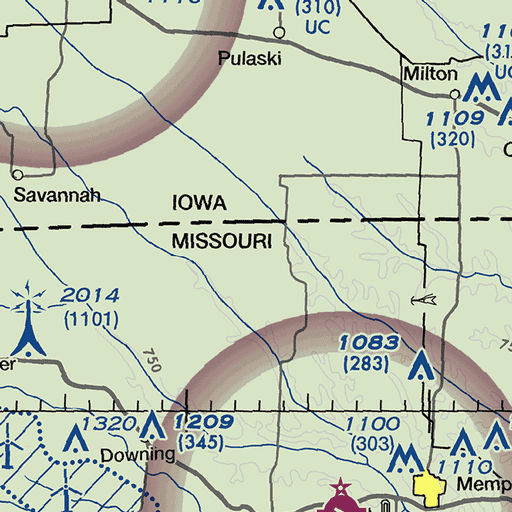 (310)
UC
Pulaski
Milton
1109
(320)
Savannah
IOWA
MISSOURI
2014
(1101)
750
1083
(283)
1320
1209
(345)
Downing
1100
(303)
1110